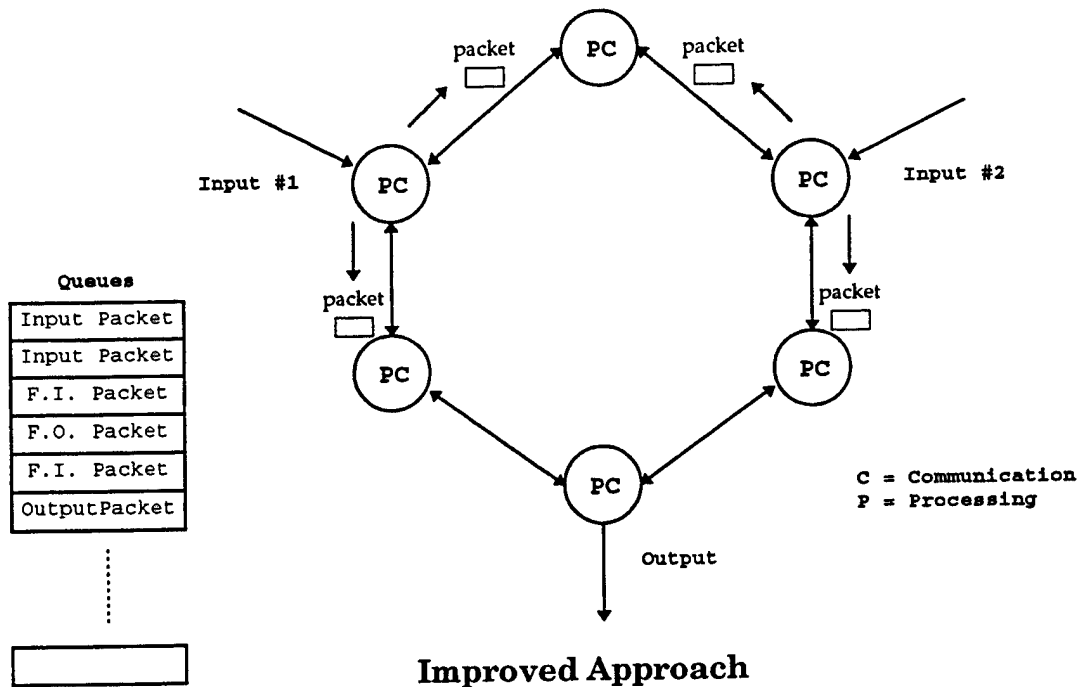 packet
PC
packet
Input #1
PC
PC
Input #2
Queues
Input Packet
Input Packet
F.I. Packet
F.O. Packet
F.I. Packet
OutputPacket
packet
PC
packet
PC
PC
C = Communication
P = Processing
Output
Improved Approach